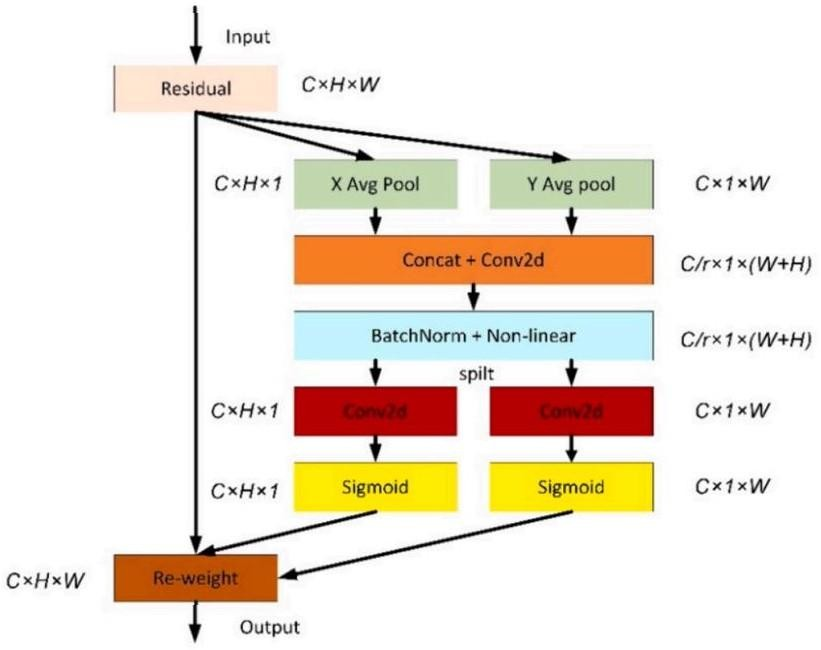 Input
Residual
C×H×W
C×H×1
X Avg Pool
Y Avg pool
C×1×W
Concat + Conv2d
C/r×1×(W+H)
BatchNorm + Non-linear
C/r×1×(W+H)
spilt
C×H×1
Conv2d
Conv2d
C×1×W
C×H×1
Sigmoid
Sigmoid
C×1×W
C×H×W
Re-weight
Output